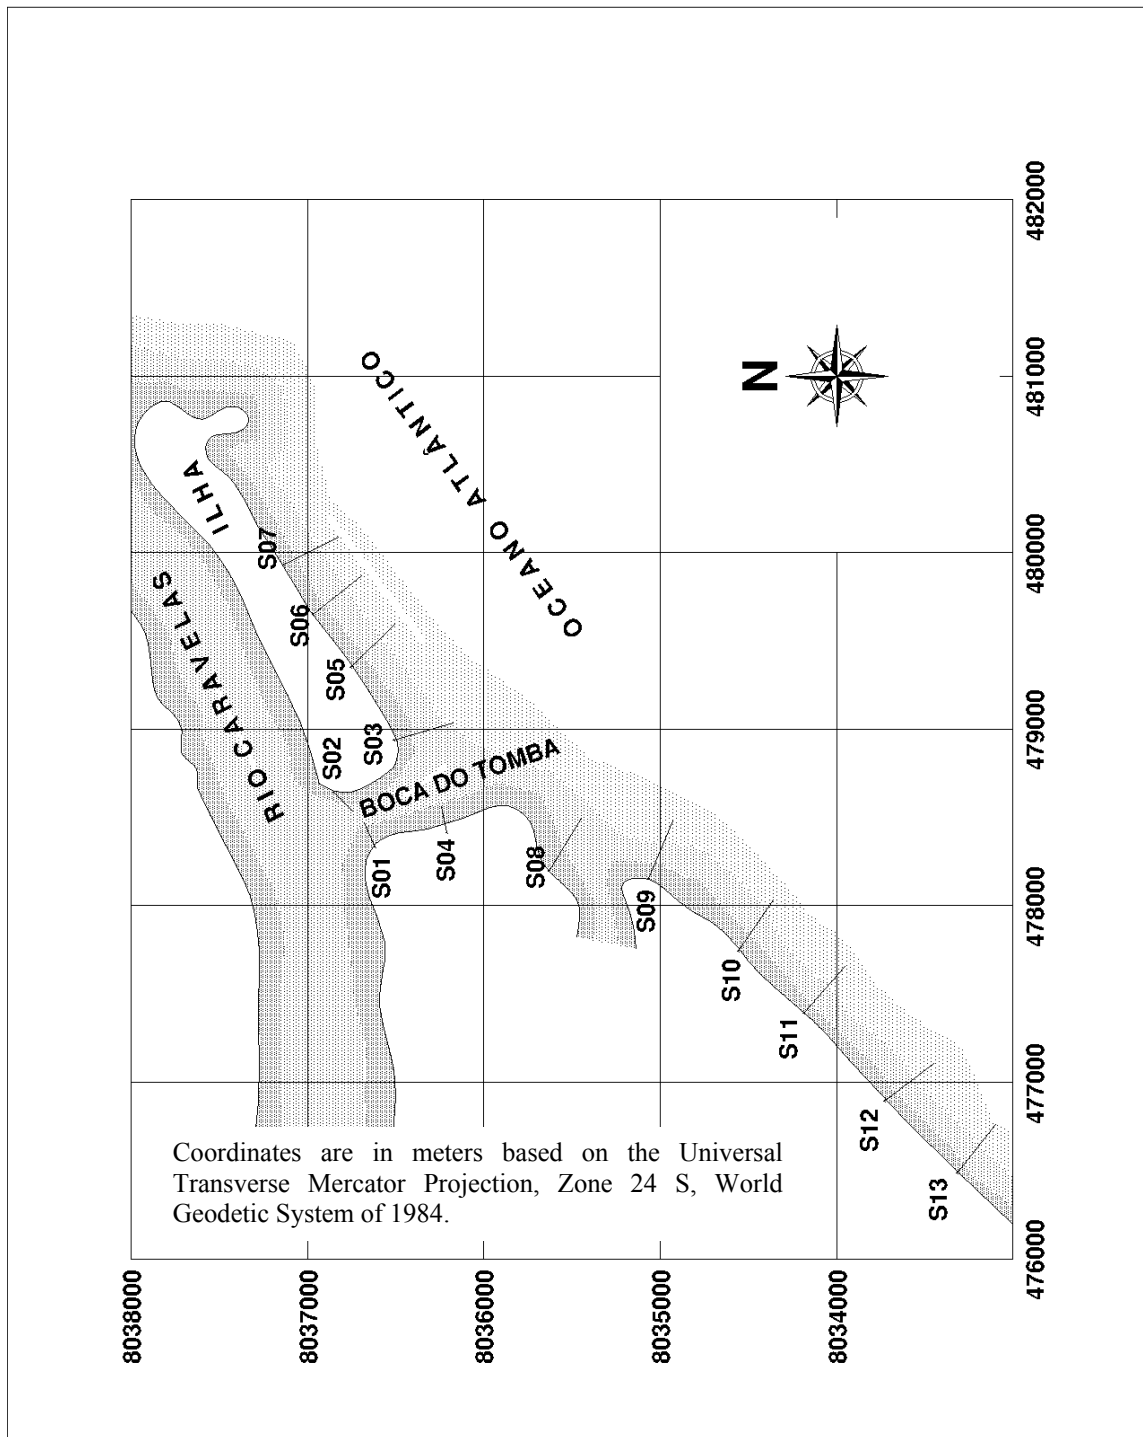 8038000
8037000
8036000
8035000
8034000
476000
477000
478000
479000
480000
481000
482000
RIO CARAVELAS
ILHA
OCEANO ATLÂNTICO
BOCA DO TOMBA
N
S01
S02
S03
S04
S05
S06
S07
S08
S09
S10
S11
S12
S13
Coordinates are in meters based on the Universal
Transverse Mercator Projection, Zone 24 S, World
Geodetic System of 1984.